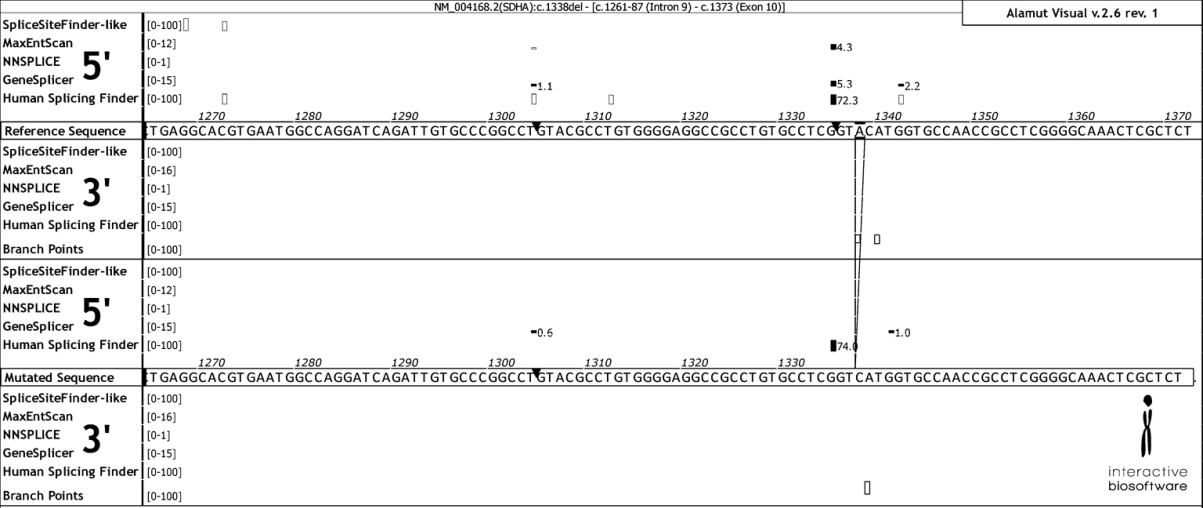 NM_004168.2(SDHA):c.1338del - [c.1261-87 (Intron 9) - c.1373 (Exon 10)]
Alamut Visual v.2.6 rev. 1
5'
SpliceSiteFinder-like [0-100]
MaxEntScan [0-12] 4.3
NNSPLICE [0-1]
GeneSplicer [0-15] 1.1 5.3 2.2
Human Splicing Finder [0-100] 72.3
1270 1280 1290 1300 1310 1320 1330 1340 1350 1360 1370
Reference Sequence TGAGGCACGTGAATGGCCAGGATCAGATTGTGCCCGGCCTGTACGCCTGTGGGGAGGCCGCCTGTGCCTCGGTACATGGTGCCAACCGCCTCGGGGCAAACTCGCTCT
3'
SpliceSiteFinder-like [0-100]
MaxEntScan [0-16]
NNSPLICE [0-1]
GeneSplicer [0-15]
Human Splicing Finder [0-100]
Branch Points [0-100]
5'
SpliceSiteFinder-like [0-100]
MaxEntScan [0-12]
NNSPLICE [0-1]
GeneSplicer [0-15] 0.6 1.0
Human Splicing Finder [0-100] 74.0
1270 1280 1290 1300 1310 1320 1330
Mutated Sequence TGAGGCACGTGAATGGCCAGGATCAGATTGTGCCCGGCCTGTACGCCTGTGGGGAGGCCGCCTGTGCCTCGGTCATGGTGCCAACCGCCTCGGGGCAAACTCGCTCT
3'
SpliceSiteFinder-like [0-100]
MaxEntScan [0-16]
NNSPLICE [0-1]
GeneSplicer [0-15]
Human Splicing Finder [0-100]
Branch Points [0-100]
interactive
biosoftware